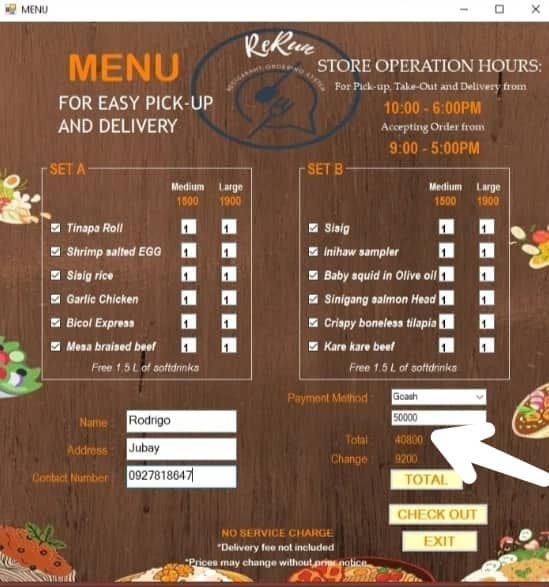 MENU
ReRun
RESTAURANT ORDERING SYSTEM
MENU
FOR EASY PICK-UP
AND DELIVERY
STORE OPERATION HOURS:
For Pick-up, Take-Out and Delivery from
10:00 - 6:00PM
Accepting Order from
9:00 - 5:00PM
SET A
Medium Large
1500 1900
Tinapa Roll 1 1
Shrimp salted EGG 1 1
Sisig rice 1 1
Garlic Chicken 1 1
Bicol Express 1 1
Mesa braised beef 1 1
Free 1.5 L of softdrinks
SET B
Medium Large
1500 1900
Sisig 1 1
inihaw sampler 1 1
Baby squid in Olive oil 1 1
Sinigang salmon Head 1 1
Crispy boneless tilapia 1 1
Kare kare beef 1 1
Free 1.5 L of softdrinks
Payment Method : Gcash
50000
Total 40800
Change : 9200
TOTAL
CHECK OUT
EXIT
Name : Rodrigo
Address : Jubay
Contact Number : 0927818647
NO SERVICE CHARGE
*Delivery fee not included
*Prices may change without prior notice